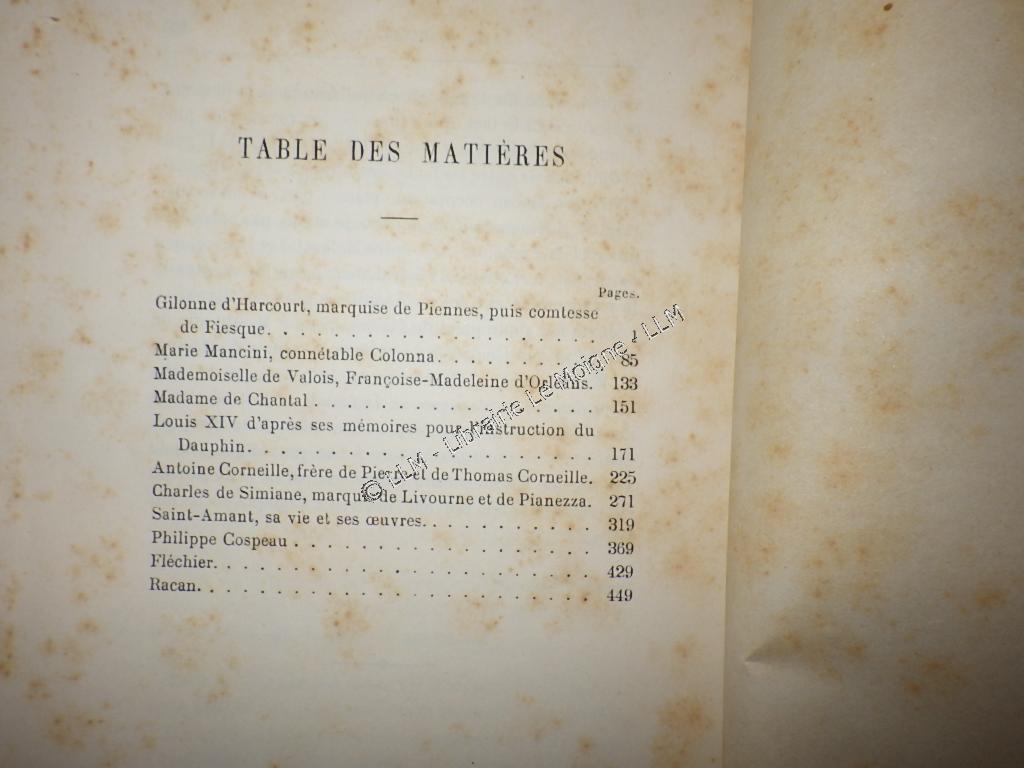 TABLE DES MATIÈRES
Pages.
Gilonne d'Harcourt, marquise de Piennes, puis comtesse
de Fiesque. . . . . . . . . . . . . . . . . . .
Marie Mancini, connétable Colonna. . . . . . . . . . 85
Mademoiselle de Valois, Françoise-Madeleine d'Orléans. 133
Madame de Chantal . . . . . . . . . . . . . . . . 151
Louis XIV d'après ses mémoires pour l'instruction du
Dauphin. . . . . . . . . . . . . . . . . . . . 171
Antoine Corneille, frère de Pierre et de Thomas Corneille. 225
Charles de Simiane, marquis de Livourne et de Pianezza. 271
Saint-Amant, sa vie et ses œuvres. . . . . . . . . . 319
Philippe Cospeau . . . . . . . . . . . . . . . . . 369
Fléchier. . . . . . . . . . . . . . . . . . . . . . 429
Racan. . . . . . . . . . . . . . . . . . . . . . . 449
© LLM - Librairie Le Moigne / LLM